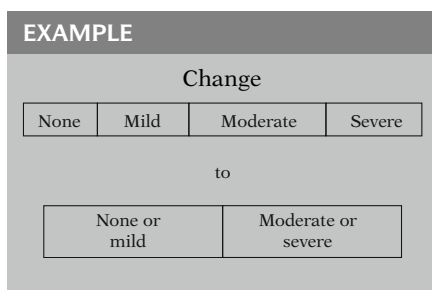 EXAMPLE
Change
None Mild Moderate Severe
to
None or Moderate or
mild severe